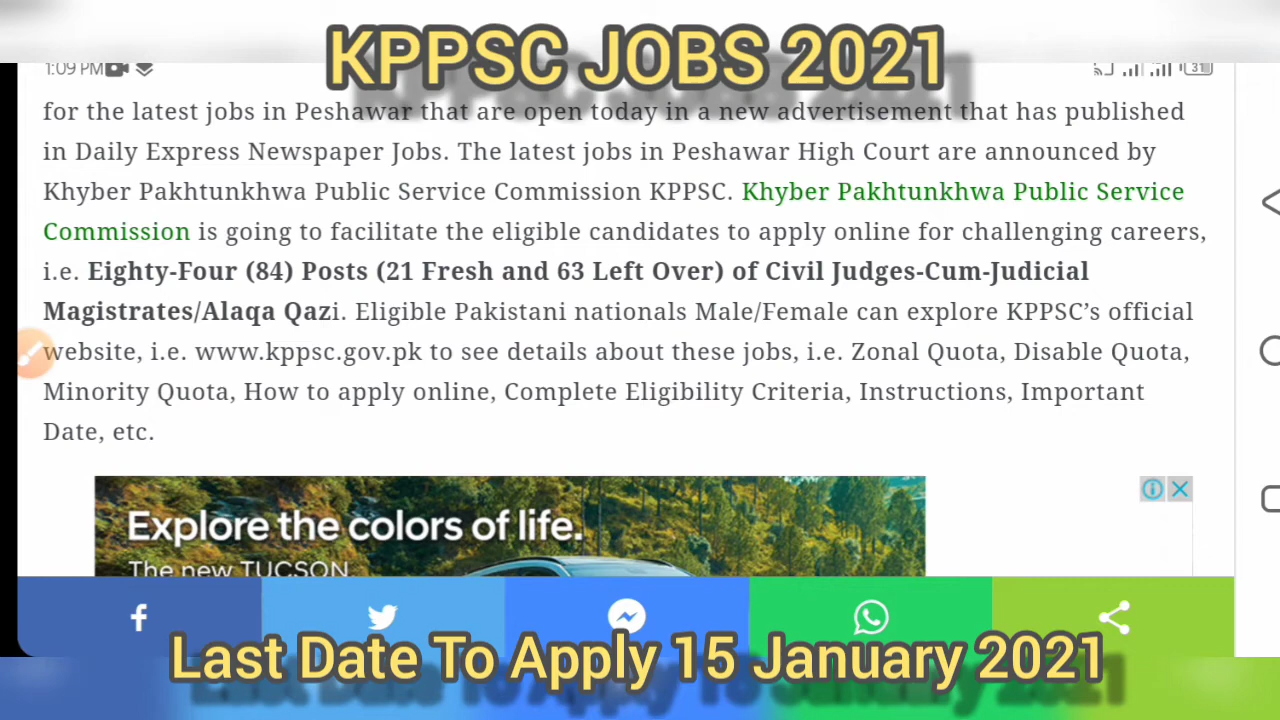 KPPSC JOBS 2021
1:09 PM
31
for the latest jobs in Peshawar that are open today in a new advertisement that has published
in Daily Express Newspaper Jobs. The latest jobs in Peshawar High Court are announced by
Khyber Pakhtunkhwa Public Service Commission KPPSC. Khyber Pakhtunkhwa Public Service
Commission is going to facilitate the eligible candidates to apply online for challenging careers,
i.e. Eighty-Four (84) Posts (21 Fresh and 63 Left Over) of Civil Judges-Cum-Judicial
Magistrates/Alaqa Qazi. Eligible Pakistani nationals Male/Female can explore KPPSC’s official
website, i.e. www.kppsc.gov.pk to see details about these jobs, i.e. Zonal Quota, Disable Quota,
Minority Quota, How to apply online, Complete Eligibility Criteria, Instructions, Important
Date, etc.
Explore the colors of life.
The new TUCSON
Last Date To Apply 15 January 2021